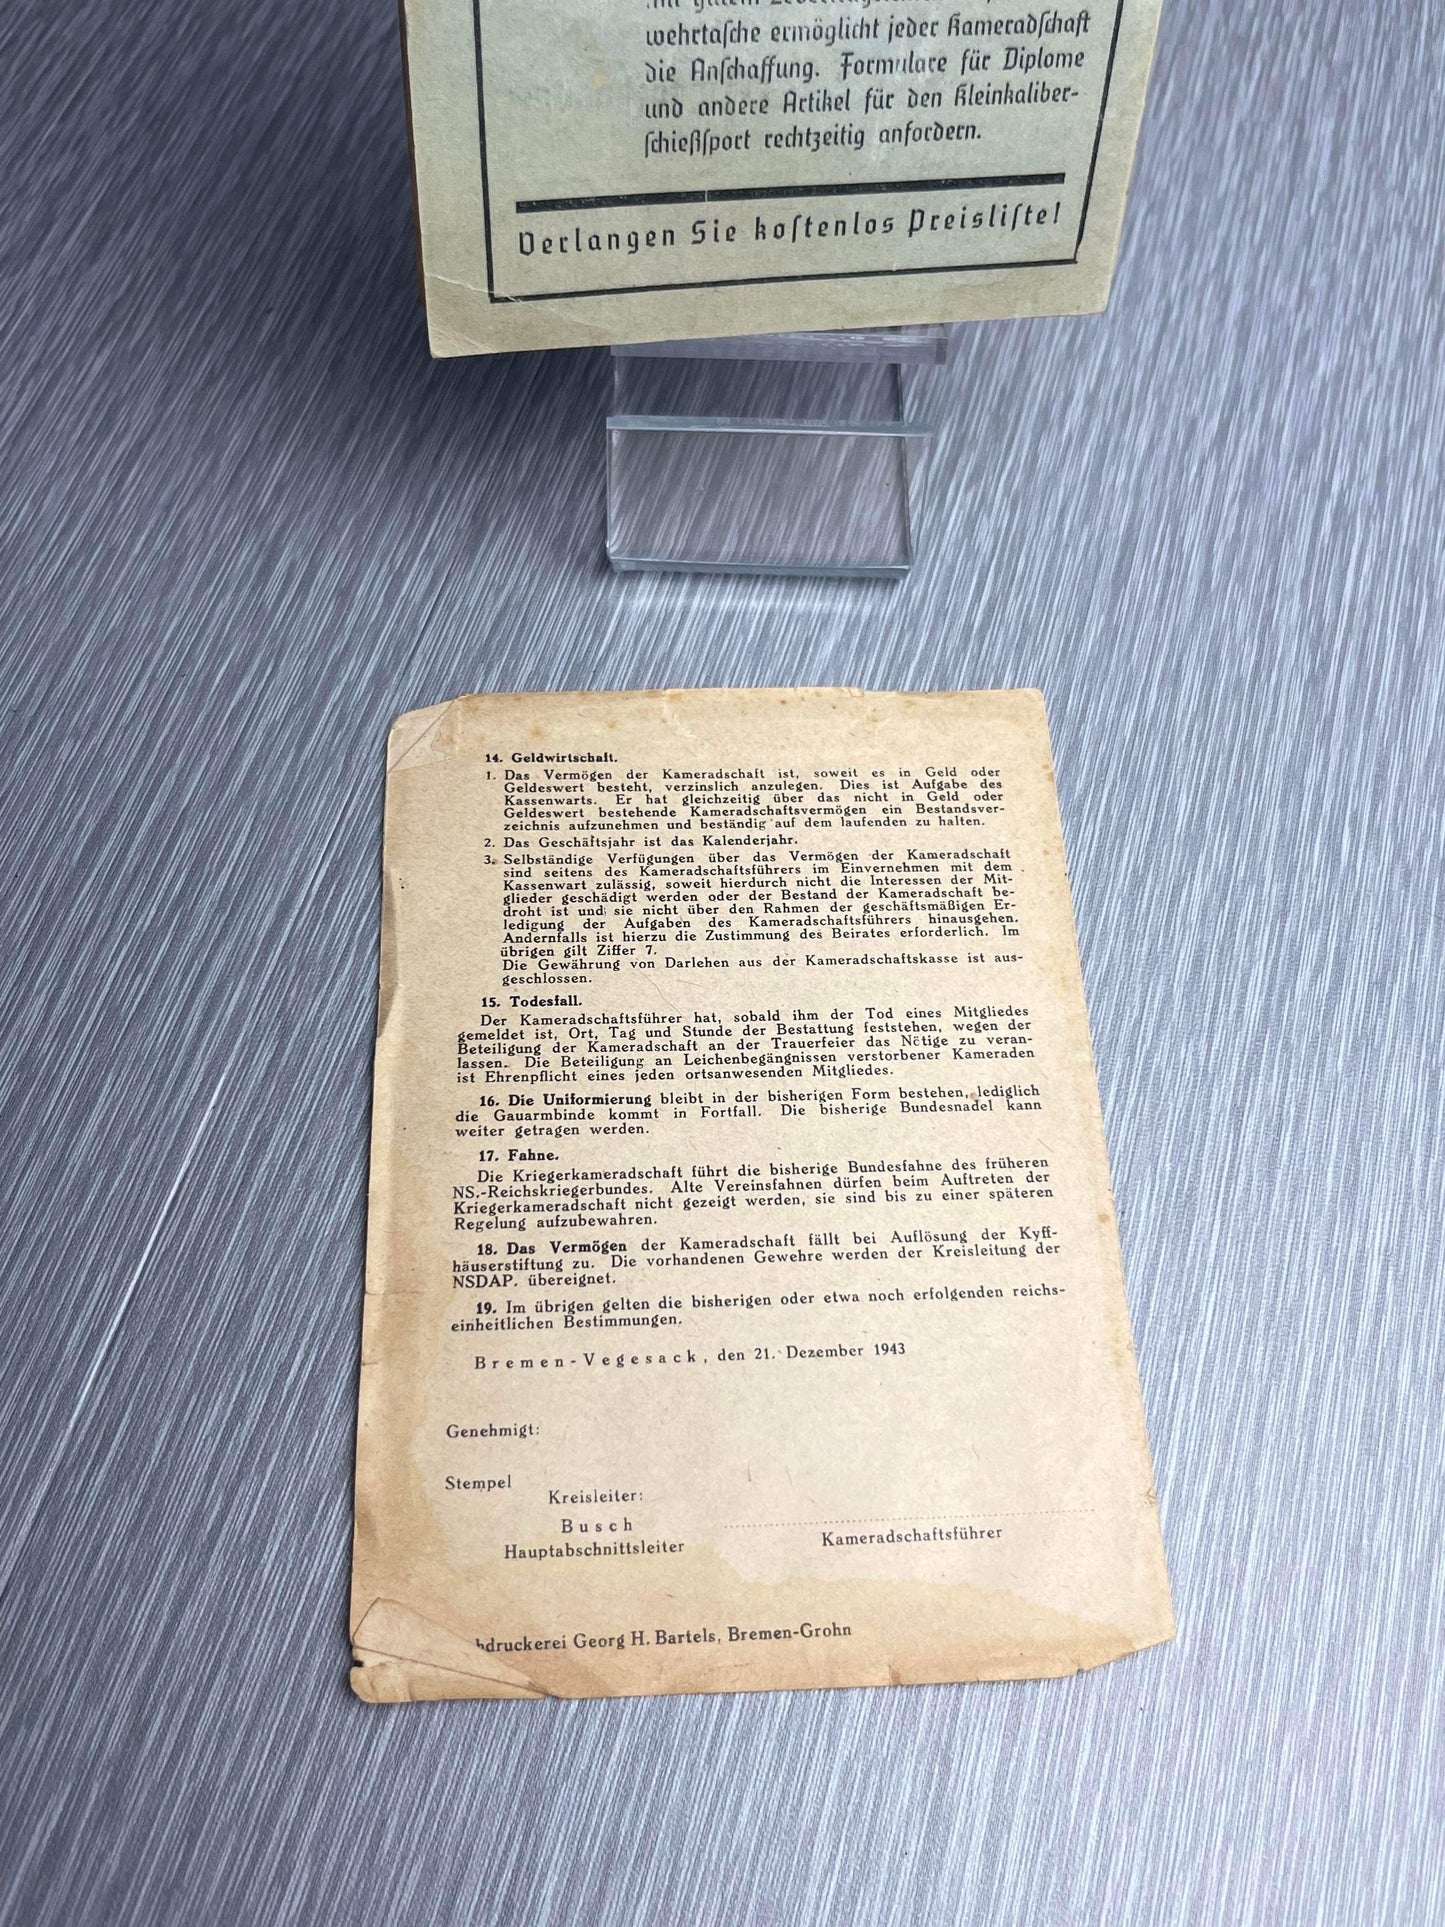 wehrtasche ermöglicht jeder Kameradschaft
die Anschaffung. Formulare für Diplome
und andere Artikel für den Kleinkaliber-
schießsport rechtzeitig anfordern.
Verlangen Sie kostenlos Preisliste!
14. Geldwirtschaft.
1. Das Vermögen der Kameradschaft ist, soweit es in Geld oder
Geldeswert besteht, verzinslich anzulegen. Dies ist Aufgabe des
Kassenwarts. Er hat gleichzeitig über das nicht in Geld oder
Geldeswert bestehende Kameradschaftsvermögen ein Bestandsver-
zeichnis aufzunehmen und beständig auf dem laufenden zu halten.
2. Das Geschäftsjahr ist das Kalenderjahr.
3. Selbständige Verfügungen über das Vermögen der Kameradschaft
sind seitens des Kameradschaftsführers im Einvernehmen mit dem
Kassenwart zulässig, soweit hierdurch nicht die Interessen der Mit-
glieder geschädigt werden oder der Bestand der Kameradschaft be-
droht ist und sie nicht über den Rahmen der geschäftsmäßigen Er-
ledigung der Aufgaben des Kameradschaftsführers hinausgehen.
Andernfalls ist hierzu die Zustimmung des Beirates erforderlich. Im
übrigen gilt Ziffer 7.
Die Gewährung von Darlehen aus der Kameradschaftskasse ist aus-
geschlossen.
15. Todesfall.
Der Kameradschaftsführer hat, sobald ihm der Tod eines Mitgliedes
gemeldet ist, Ort, Tag und Stunde der Bestattung feststehen, wegen der
Beteiligung der Kameradschaft an der Trauerfeier das Nötige zu veran-
lassen. Die Beteiligung an Leichenbegängnissen verstorbener Kameraden
ist Ehrenpflicht eines jeden ortsanwesenden Mitgliedes.
16. Die Uniformierung bleibt in der bisherigen Form bestehen, lediglich
die Gauarmbinde kommt in Fortfall. Die bisherige Bundesnadel kann
weiter getragen werden.
17. Fahne.
Die Kriegerkameradschaft führt die bisherige Bundesfahne des früheren
NS.-Reichskriegerbundes. Alte Vereinsfahnen dürfen beim Auftreten der
Kriegerkameradschaft nicht gezeigt werden, sie sind bis zu einer späteren
Regelung aufzubewahren.
18. Das Vermögen der Kameradschaft fällt bei Auflösung der Kyff-
häuserstiftung zu. Die vorhandenen Gewehre werden der Kreisleitung der
NSDAP. übereignet.
19. Im übrigen gelten die bisherigen oder etwa noch erfolgenden reichs-
einheitlichen Bestimmungen.
Bremen-Vegesack, den 21. Dezember 1943
Genehmigt:
Stempel
Kreisleiter:
Busch
Hauptabschnittsleiter
Kameradschaftsführer
druckerei Georg H. Bartels, Bremen-Grohn